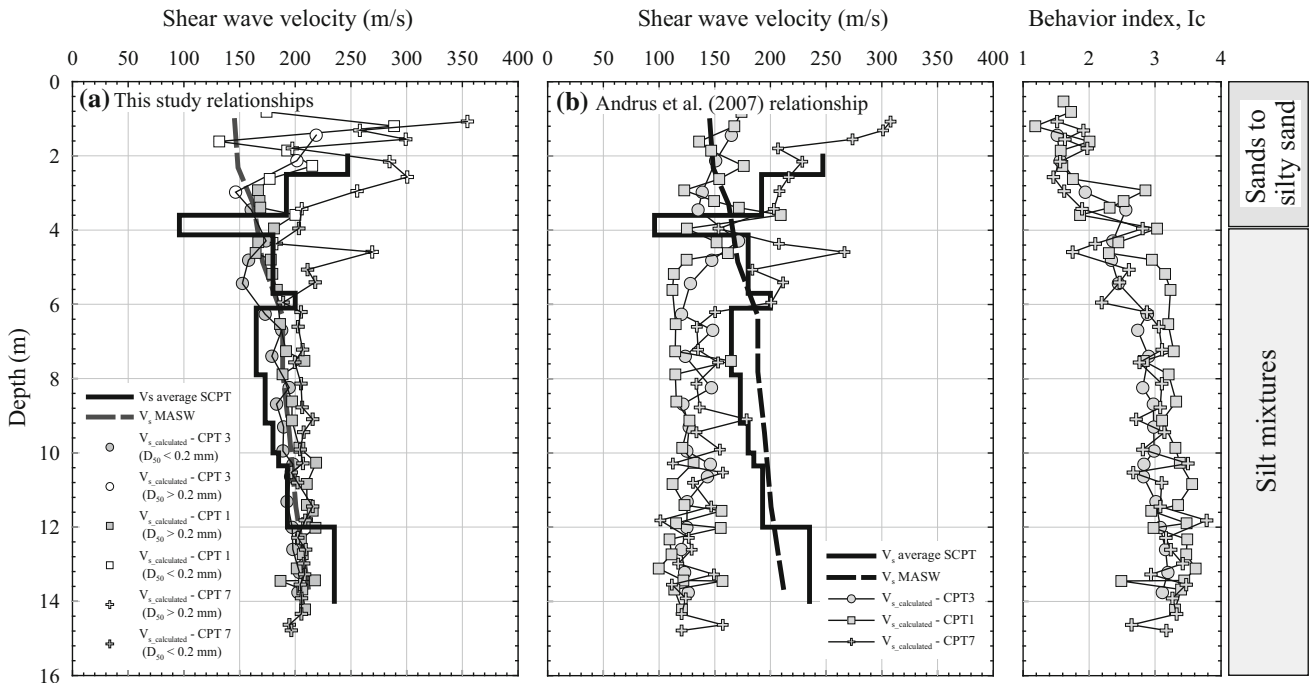 Shear wave velocity (m/s)
0 50 100 150 200 250 300 350 400
Depth (m)
0
2
4
6
8
10
12
14
16
(a) This study relationships
Vs average SCPT
Vs MASW
Vs_calculated - CPT 3
(D50 < 0.2 mm)
Vs_calculated - CPT 3
(D50 > 0.2 mm)
Vs_calculated - CPT 1
(D50 < 0.2 mm)
Vs_calculated - CPT 1
(D50 < 0.2 mm)
Vs_calculated - CPT 7
(D50 > 0.2 mm)
Vs_calculated - CPT 7
(D50 < 0.2 mm)
Shear wave velocity (m/s)
0 50 100 150 200 250 300 350 400
(b) Andrus et al. (2007) relationship
Vs average SCPT
Vs MASW
Vs_calculated - CPT3
Vs_calculated - CPT1
Vs_calculated - CPT7
Behavior index, Ic
1 2 3 4
Sands to
silty sand
Silt mixtures